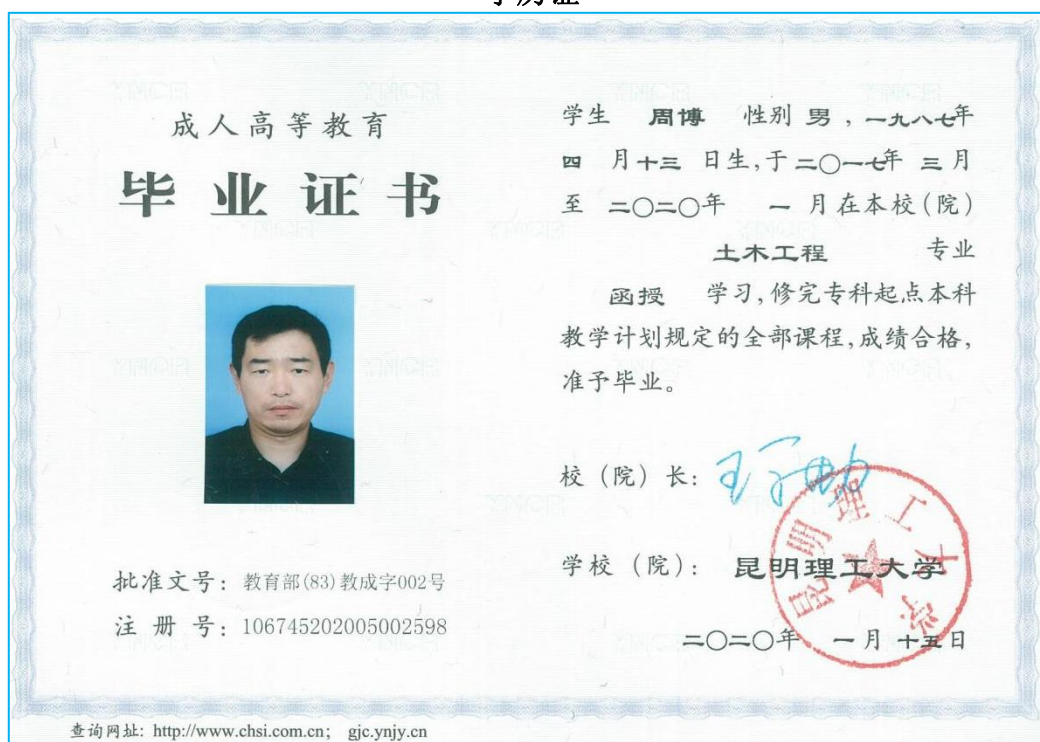 学历证
成人高等教育
毕业证书
批准文号: 教育部(83)教成字002号
注 册 号: 106745202005002598
学生 周博 性别 男, 一九八七年
四 月十三 日生,于二〇一七年 三月
至 二〇二〇年 一 月在本校(院)
土木工程 专业
函授 学习,修完专科起点本科
教学计划规定的全部课程,成绩合格,
准予毕业。
校 (院) 长:
学校 (院): 昆明理工大学
昆明理工大学
二〇二〇年 一月 十五日
查询网址: http://www.chsi.com.cn; gjc.ynjy.cn